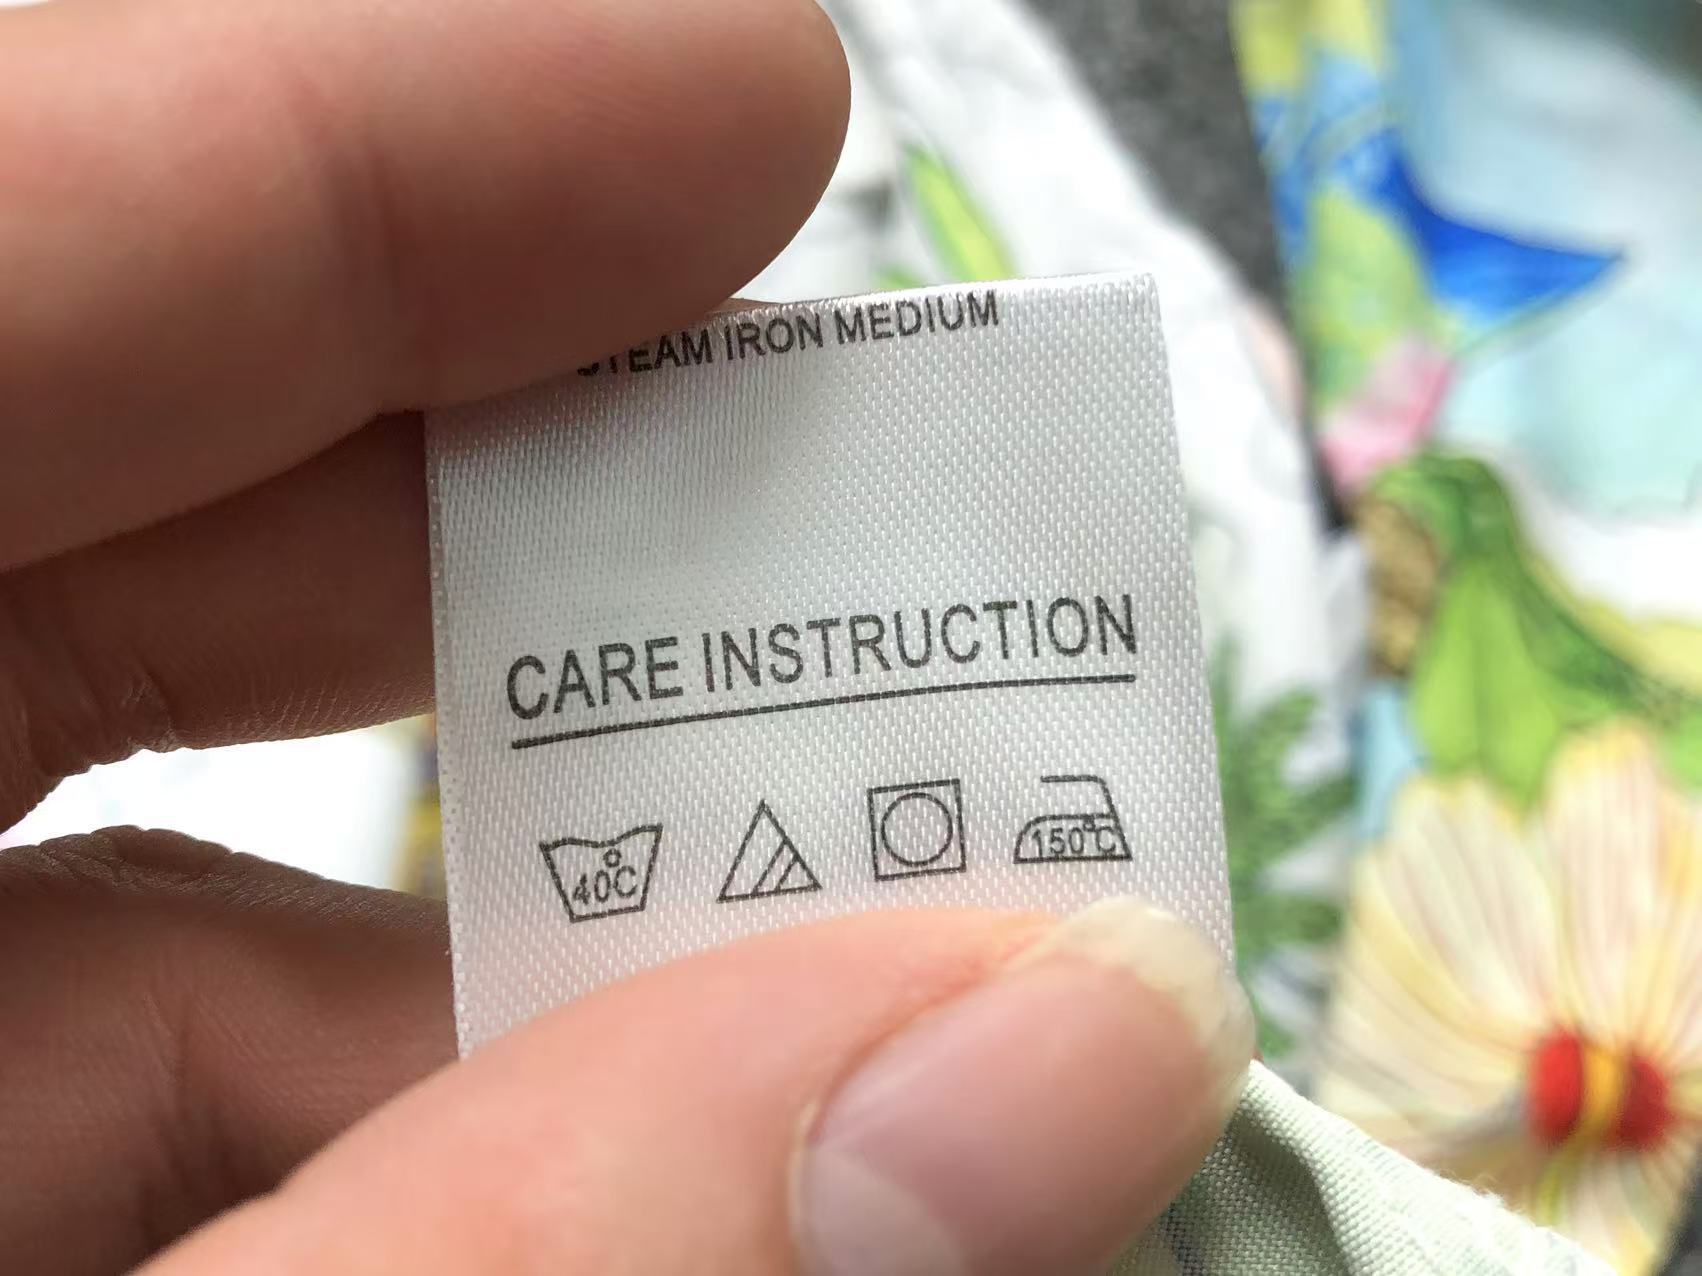 STEAM IRON MEDIUM
CARE INSTRUCTION
40°C 150°C